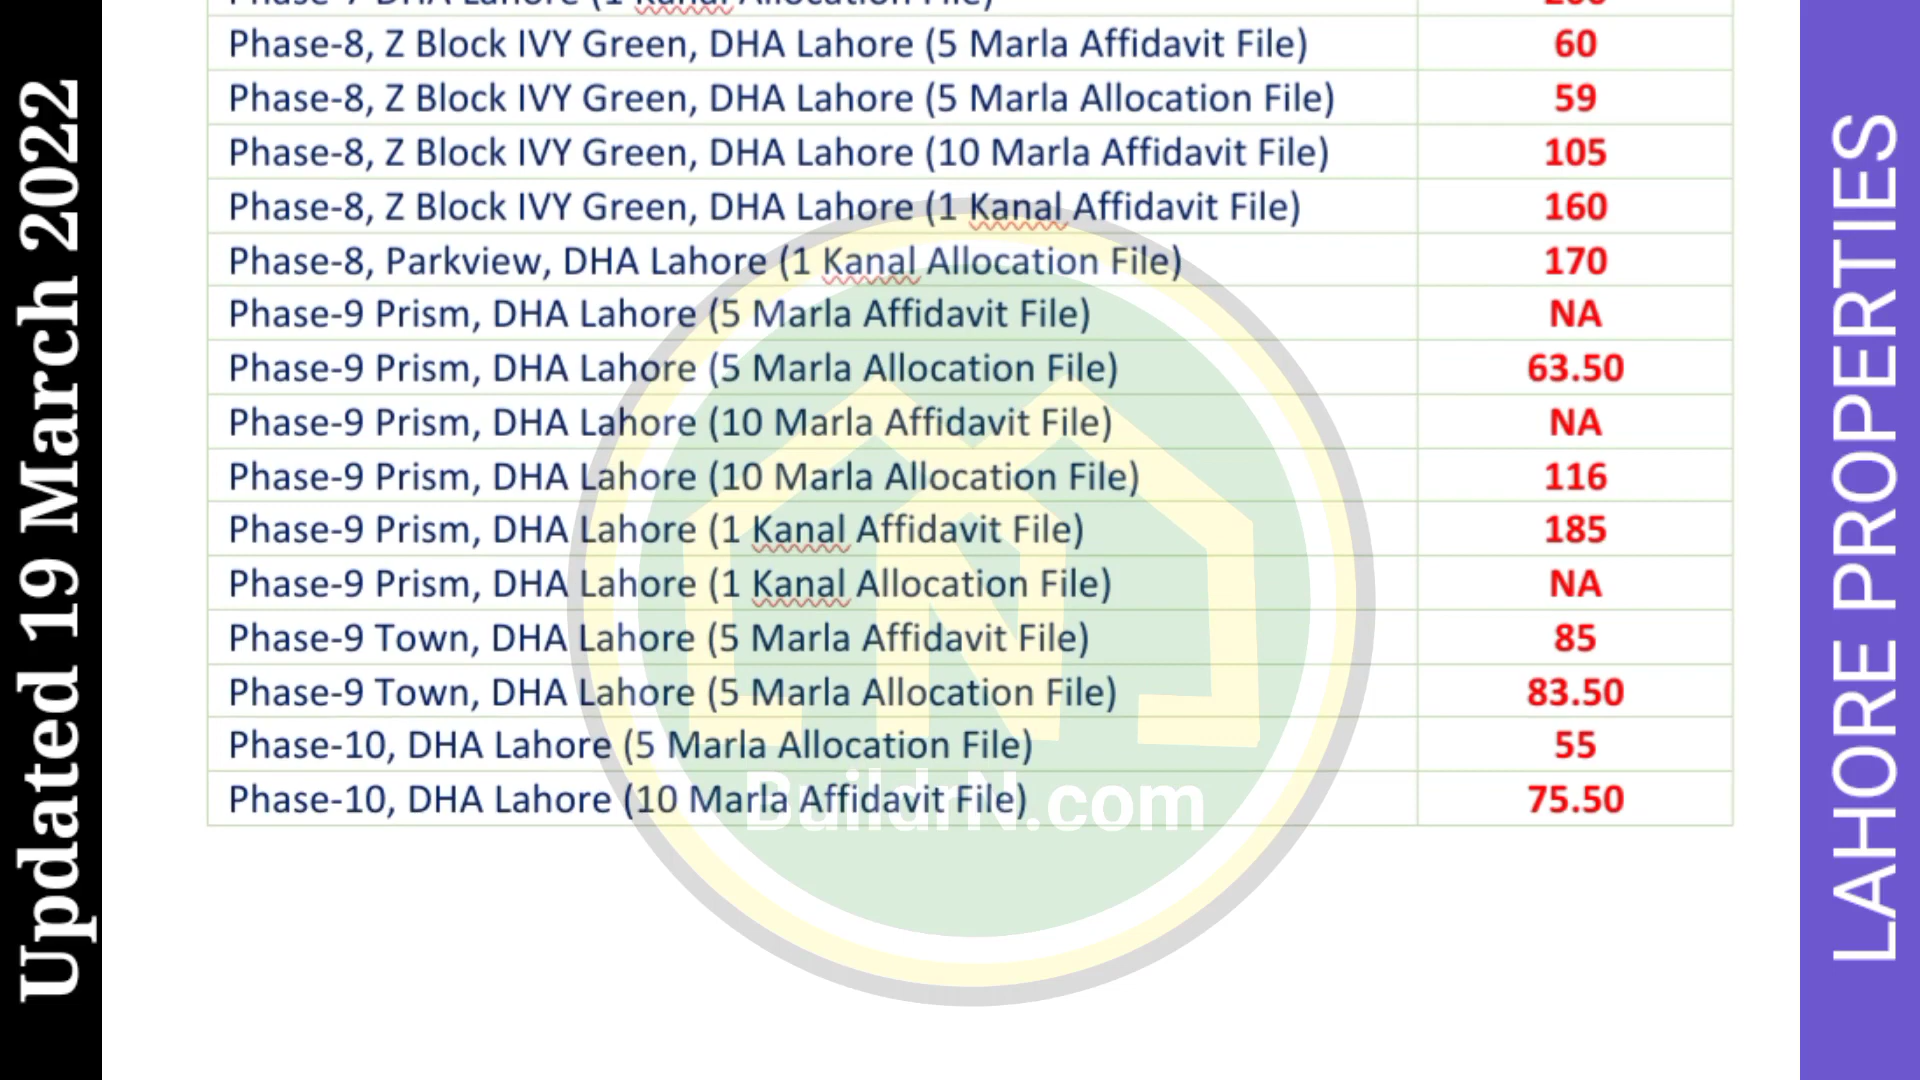 Updated 19 March 2022
Phase-8, Z Block IVY Green, DHA Lahore (5 Marla Affidavit File) 60
Phase-8, Z Block IVY Green, DHA Lahore (5 Marla Allocation File) 59
Phase-8, Z Block IVY Green, DHA Lahore (10 Marla Affidavit File) 105
Phase-8, Z Block IVY Green, DHA Lahore (1 Kanal Affidavit File) 160
Phase-8, Parkview, DHA Lahore (1 Kanal Allocation File) 170
Phase-9 Prism, DHA Lahore (5 Marla Affidavit File) NA
Phase-9 Prism, DHA Lahore (5 Marla Allocation File) 63.50
Phase-9 Prism, DHA Lahore (10 Marla Affidavit File) NA
Phase-9 Prism, DHA Lahore (10 Marla Allocation File) 116
Phase-9 Prism, DHA Lahore (1 Kanal Affidavit File) 185
Phase-9 Prism, DHA Lahore (1 Kanal Allocation File) NA
Phase-9 Town, DHA Lahore (5 Marla Affidavit File) 85
Phase-9 Town, DHA Lahore (5 Marla Allocation File) 83.50
Phase-10, DHA Lahore (5 Marla Allocation File) 55
Phase-10, DHA Lahore (10 Marla Affidavit File) 75.50
BuildrN.com
LAHORE PROPERTIES